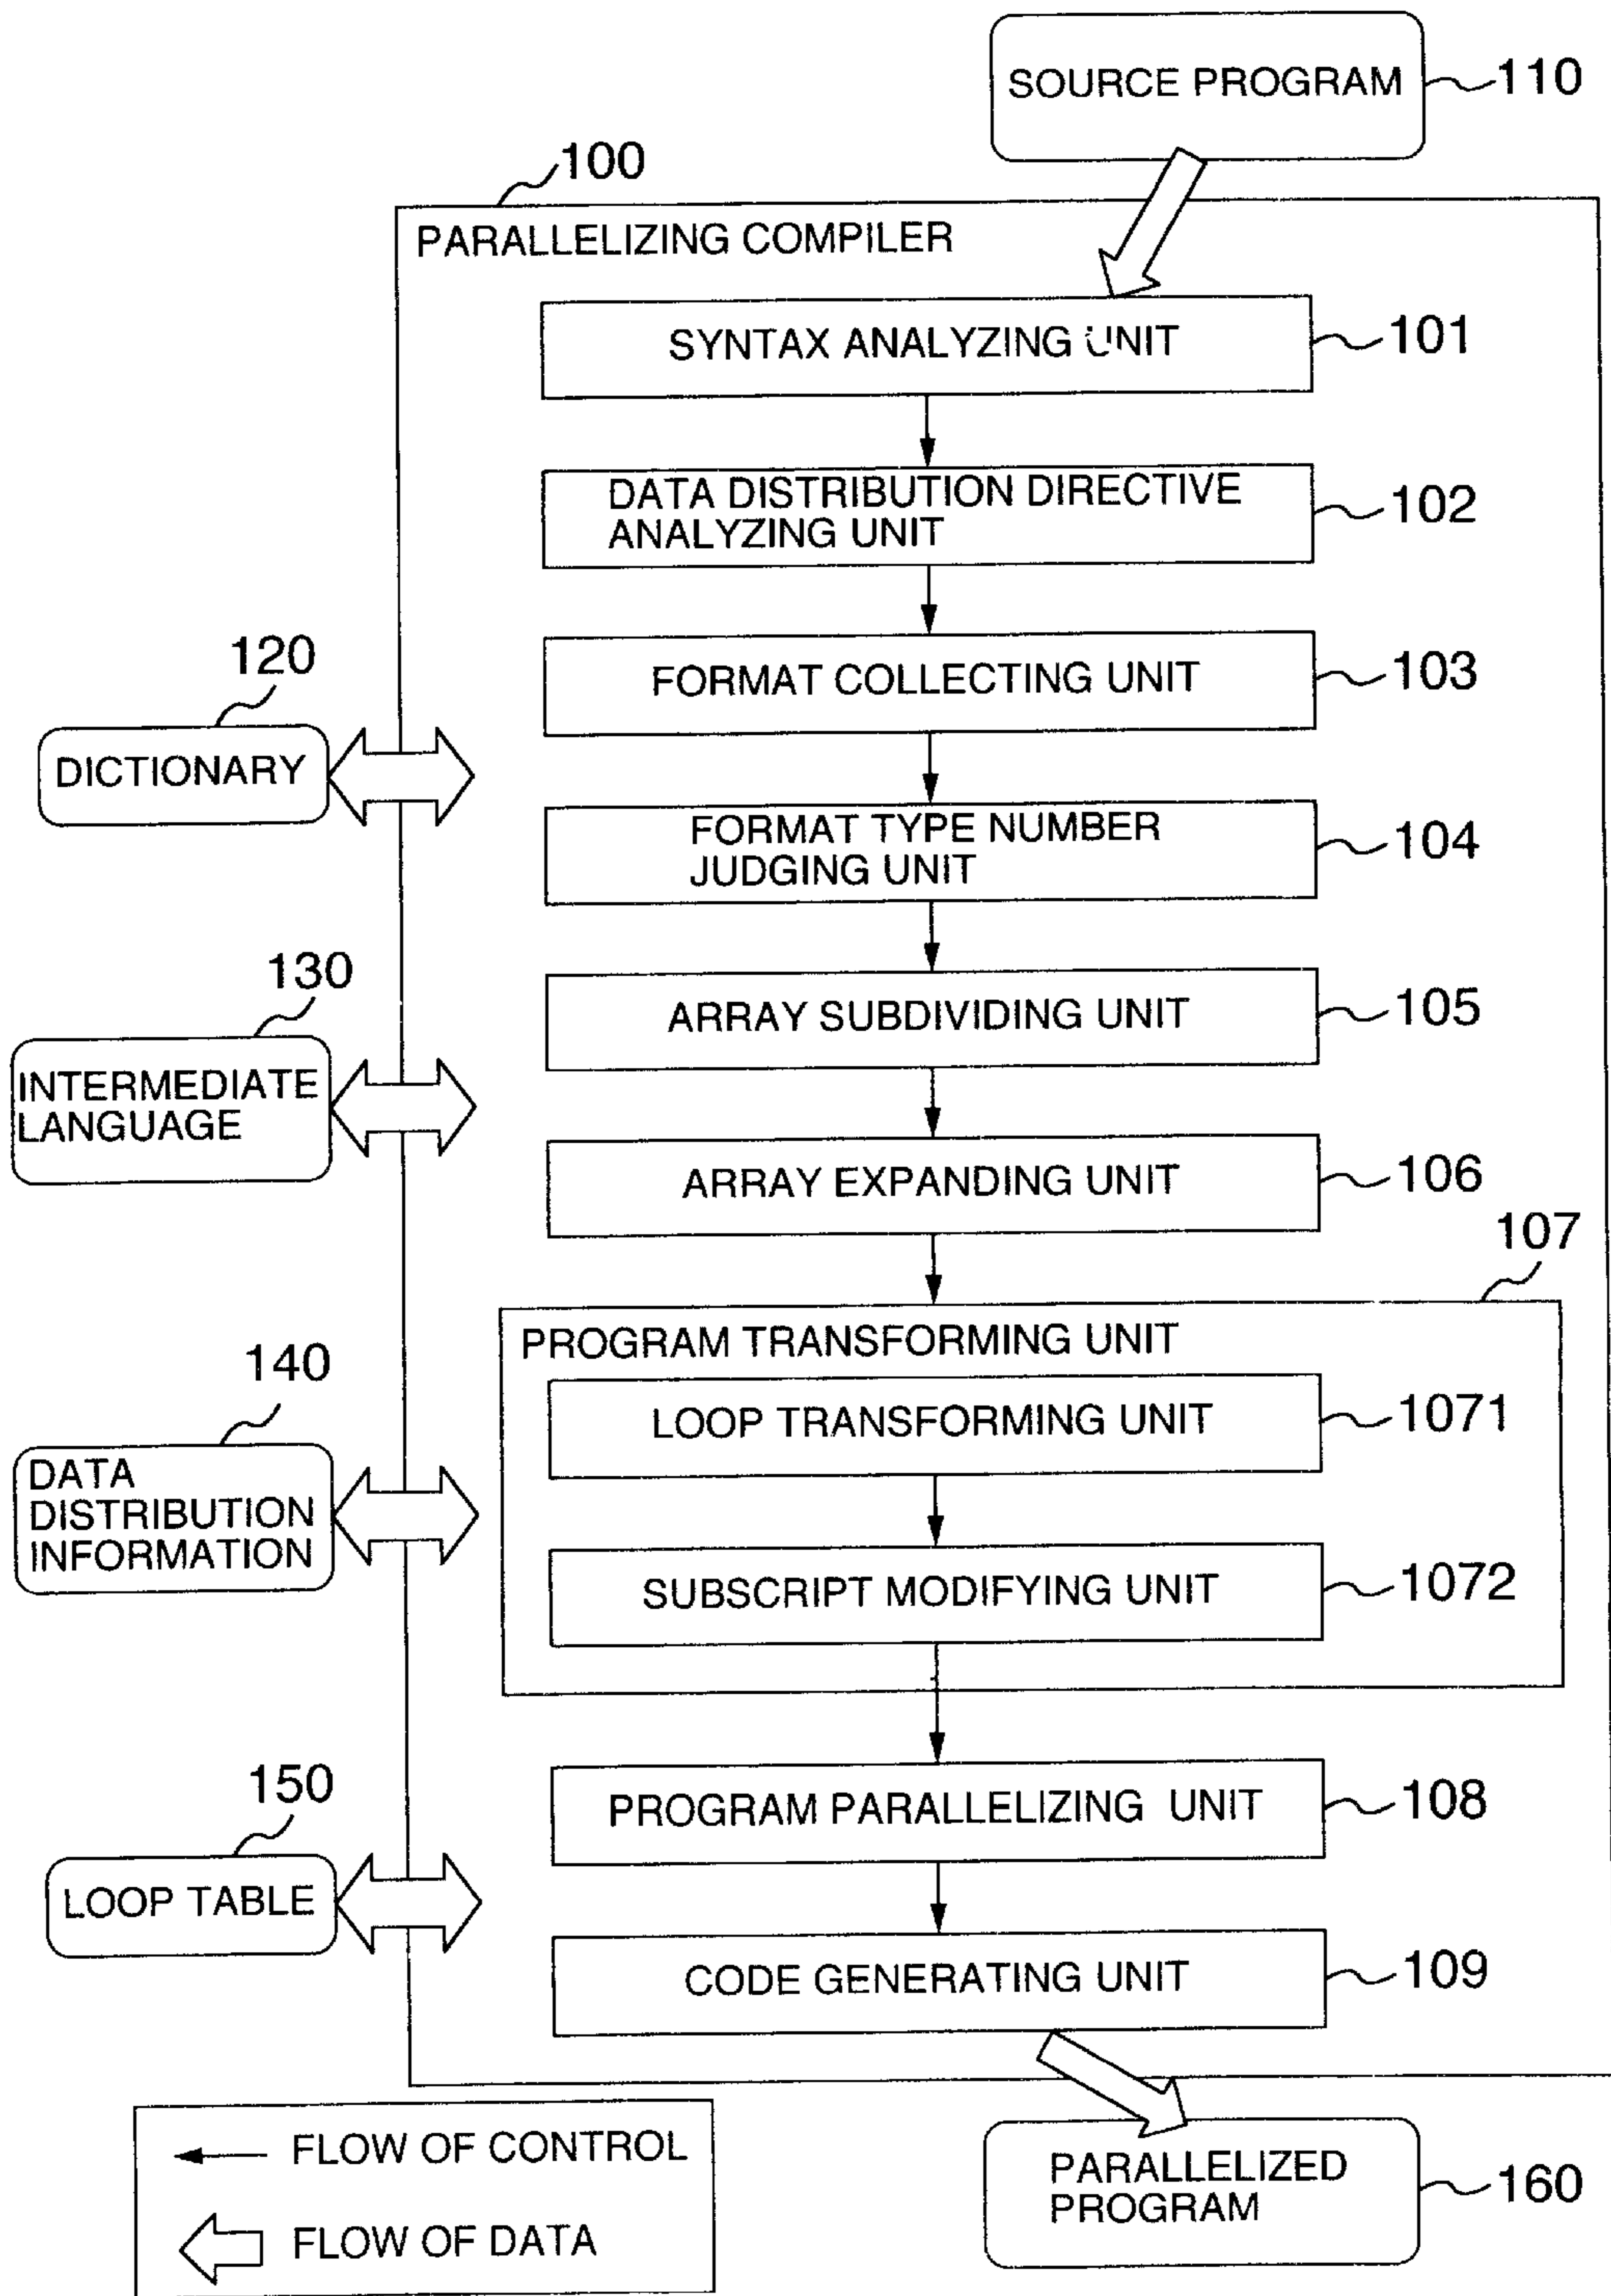 SOURCE PROGRAM
110
100
PARALLELIZING COMPILER
SYNTAX ANALYZING UNIT
101
DATA DISTRIBUTION DIRECTIVE
ANALYZING UNIT
102
FORMAT COLLECTING UNIT
103
120
DICTIONARY
FORMAT TYPE NUMBER
JUDGING UNIT
104
130
INTERMEDIATE
LANGUAGE
ARRAY SUBDIVIDING UNIT
105
ARRAY EXPANDING UNIT
106
107
PROGRAM TRANSFORMING UNIT
140
DATA
DISTRIBUTION
INFORMATION
LOOP TRANSFORMING UNIT
1071
SUBSCRIPT MODIFYING UNIT
1072
150
LOOP TABLE
PROGRAM PARALLELIZING UNIT
108
CODE GENERATING UNIT
109
FLOW OF CONTROL
FLOW OF DATA
PARALLELIZED
PROGRAM
160